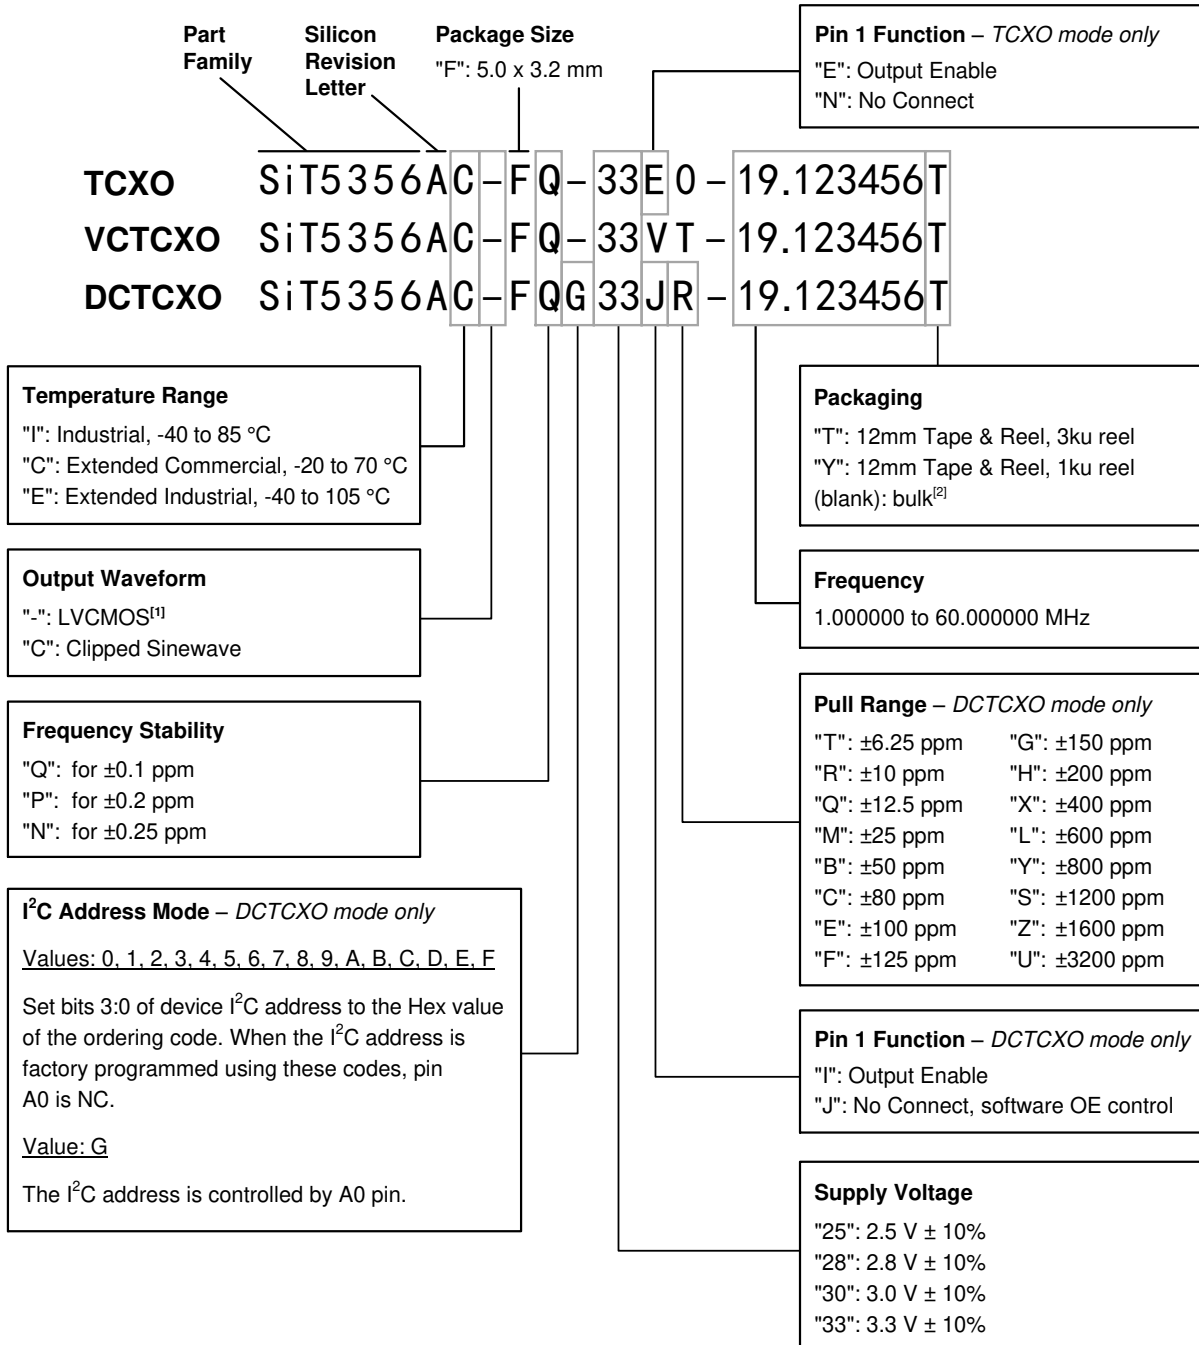 Part Family
Silicon Revision Letter
Package Size
"F": 5.0 x 3.2 mm
Pin 1 Function – TCXO mode only
"E": Output Enable
"N": No Connect
TCXO SiT5356AC-FQ-33E0-19.123456T
VCTCXO SiT5356AC-FQ-33VT-19.123456T
DCTCXO SiT5356AC-FQG33JR-19.123456T
Temperature Range
"I": Industrial, -40 to 85 °C
"C": Extended Commercial, -20 to 70 °C
"E": Extended Industrial, -40 to 105 °C
Output Waveform
"-": LVCMOS[1]
"C": Clipped Sinewave
Frequency Stability
"Q": for ±0.1 ppm
"P": for ±0.2 ppm
"N": for ±0.25 ppm
I2C Address Mode – DCTCXO mode only
Values: 0, 1, 2, 3, 4, 5, 6, 7, 8, 9, A, B, C, D, E, F
Set bits 3:0 of device I2C address to the Hex value
of the ordering code. When the I2C address is
factory programmed using these codes, pin
A0 is NC.
Value: G
The I2C address is controlled by A0 pin.
Packaging
"T": 12mm Tape & Reel, 3ku reel
"Y": 12mm Tape & Reel, 1ku reel
(blank): bulk[2]
Frequency
1.000000 to 60.000000 MHz
Pull Range – DCTCXO mode only
"T": ±6.25 ppm "G": ±150 ppm
"R": ±10 ppm "H": ±200 ppm
"Q": ±12.5 ppm "X": ±400 ppm
"M": ±25 ppm "L": ±600 ppm
"B": ±50 ppm "Y": ±800 ppm
"C": ±80 ppm "S": ±1200 ppm
"E": ±100 ppm "Z": ±1600 ppm
"F": ±125 ppm "U": ±3200 ppm
Pin 1 Function – DCTCXO mode only
"I": Output Enable
"J": No Connect, software OE control
Supply Voltage
"25": 2.5 V ± 10%
"28": 2.8 V ± 10%
"30": 3.0 V ± 10%
"33": 3.3 V ± 10%